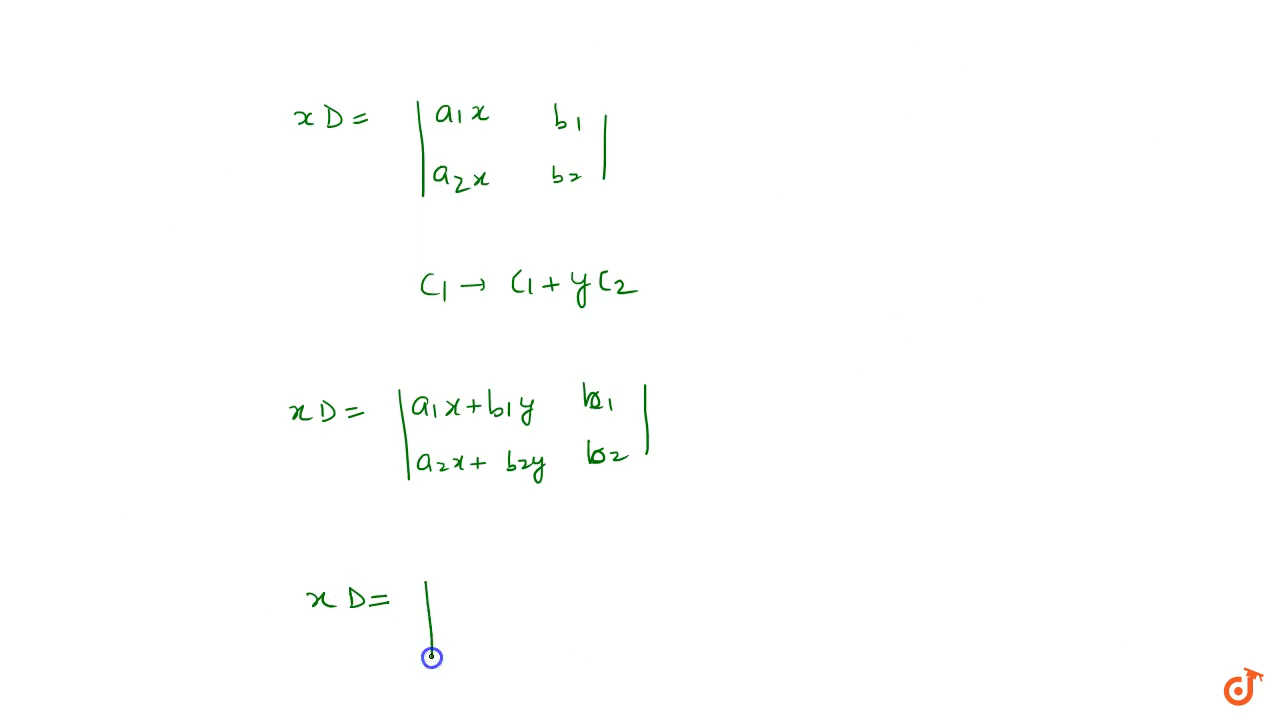 x D = | a₁x b₁ |
| a₂x b₂ |
C₁ → C₁ + y C₂
x D = | a₁x + b₁y b₁ |
| a₂x + b₂y b₂ |
x D = |